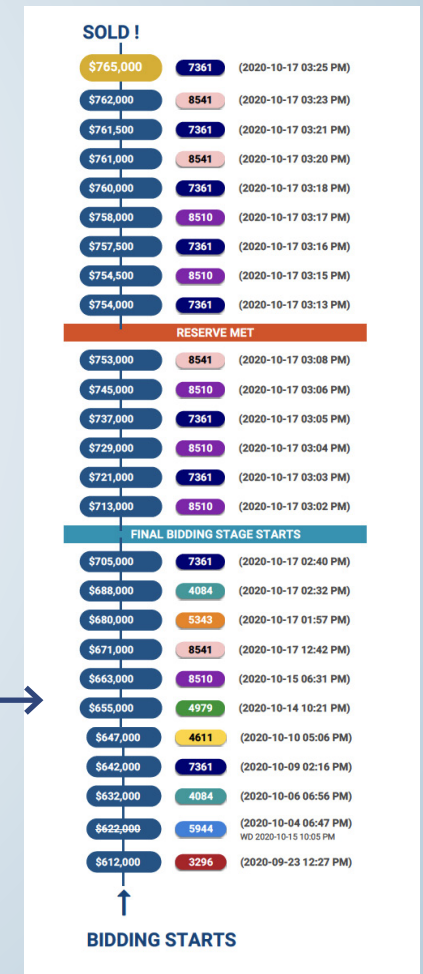 SOLD !
$765,000 7361 (2020-10-17 03:25 PM)
$762,000 8541 (2020-10-17 03:23 PM)
$761,500 7361 (2020-10-17 03:21 PM)
$761,000 8541 (2020-10-17 03:20 PM)
$760,000 7361 (2020-10-17 03:18 PM)
$758,000 8510 (2020-10-17 03:17 PM)
$757,500 7361 (2020-10-17 03:16 PM)
$754,500 8510 (2020-10-17 03:15 PM)
$754,000 7361 (2020-10-17 03:13 PM)
RESERVE MET
$753,000 8541 (2020-10-17 03:08 PM)
$745,000 8510 (2020-10-17 03:06 PM)
$737,000 7361 (2020-10-17 03:05 PM)
$729,000 8510 (2020-10-17 03:04 PM)
$721,000 7361 (2020-10-17 03:03 PM)
$713,000 8510 (2020-10-17 03:02 PM)
FINAL BIDDING STAGE STARTS
$705,000 7361 (2020-10-17 02:40 PM)
$688,000 4084 (2020-10-17 02:32 PM)
$680,000 5343 (2020-10-17 01:57 PM)
$671,000 8541 (2020-10-17 12:42 PM)
$663,000 8510 (2020-10-15 06:31 PM)
$655,000 4979 (2020-10-14 10:21 PM)
$647,000 4611 (2020-10-10 05:06 PM)
$642,000 7361 (2020-10-09 02:16 PM)
$632,000 4084 (2020-10-06 06:56 PM)
$622,000 5944 (2020-10-04 06:47 PM)
WD 2020-10-15 10:05 PM
$612,000 3296 (2020-09-23 12:27 PM)
BIDDING STARTS